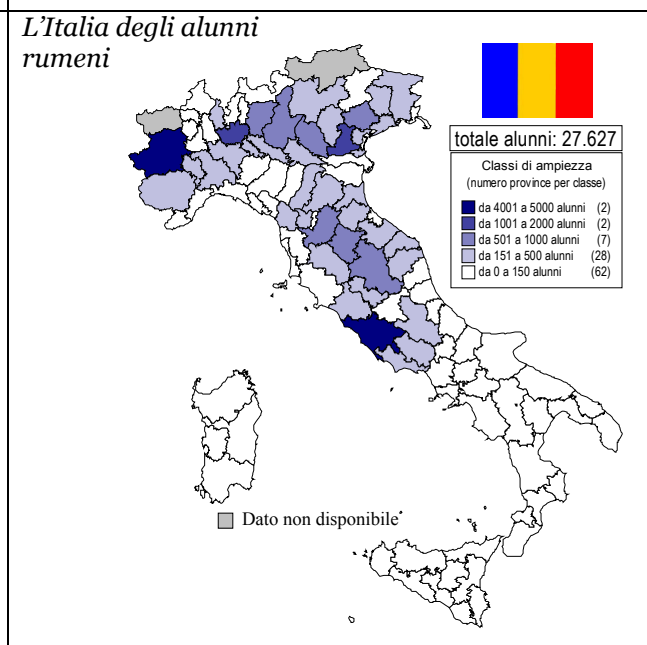 L'Italia degli alunni
rumeni
totale alunni: 27.627
Classi di ampiezza
(numero province per classe)
da 4001 a 5000 alunni (2)
da 1001 a 2000 alunni (2)
da 501 a 1000 alunni (7)
da 151 a 500 alunni (28)
da 0 a 150 alunni (62)
Dato non disponibile